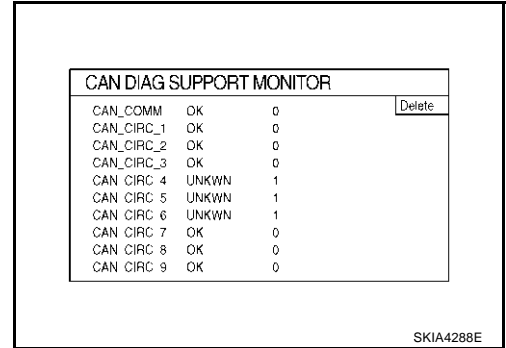 CAN DIAG SUPPORT MONITOR
Delete
CAN_COMM OK 0
CAN_CIRC_1 OK 0
CAN_CIRC_2 OK 0
CAN_CIRC_3 OK 0
CAN CIRC 4 UNKWN 1
CAN CIRC 5 UNKWN 1
CAN CIRC 6 UNKWN 1
CAN CIRC 7 OK 0
CAN CIRC 8 OK 0
CAN CIRC 9 OK 0
SKIA4288E